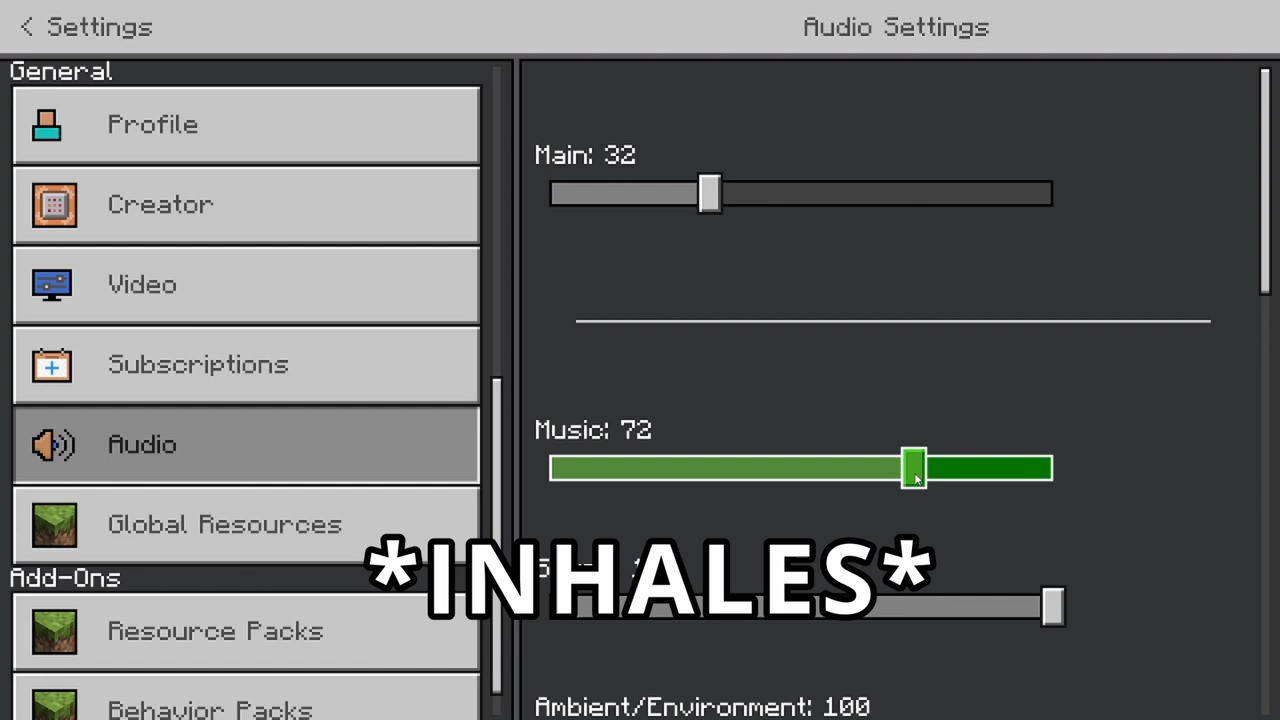 Settings
Audio Settings
General
Profile
Creator
Video
Subscriptions
Audio
Global Resources
Add-Ons
Resource Packs
Behavior Packs
Main: 32
Music: 72
*INHALES*
Ambient/Environment: 100